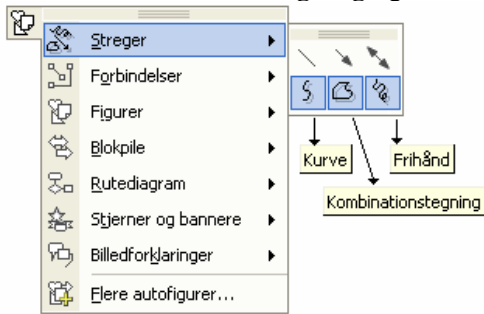 Streger
Forbindelser
Figurer
Blokpile
Rutediagram
Stjerner og bannere
Billedforklaringer
Flere autofigurer...
Kurve
Frihånd
Kombinationstegning